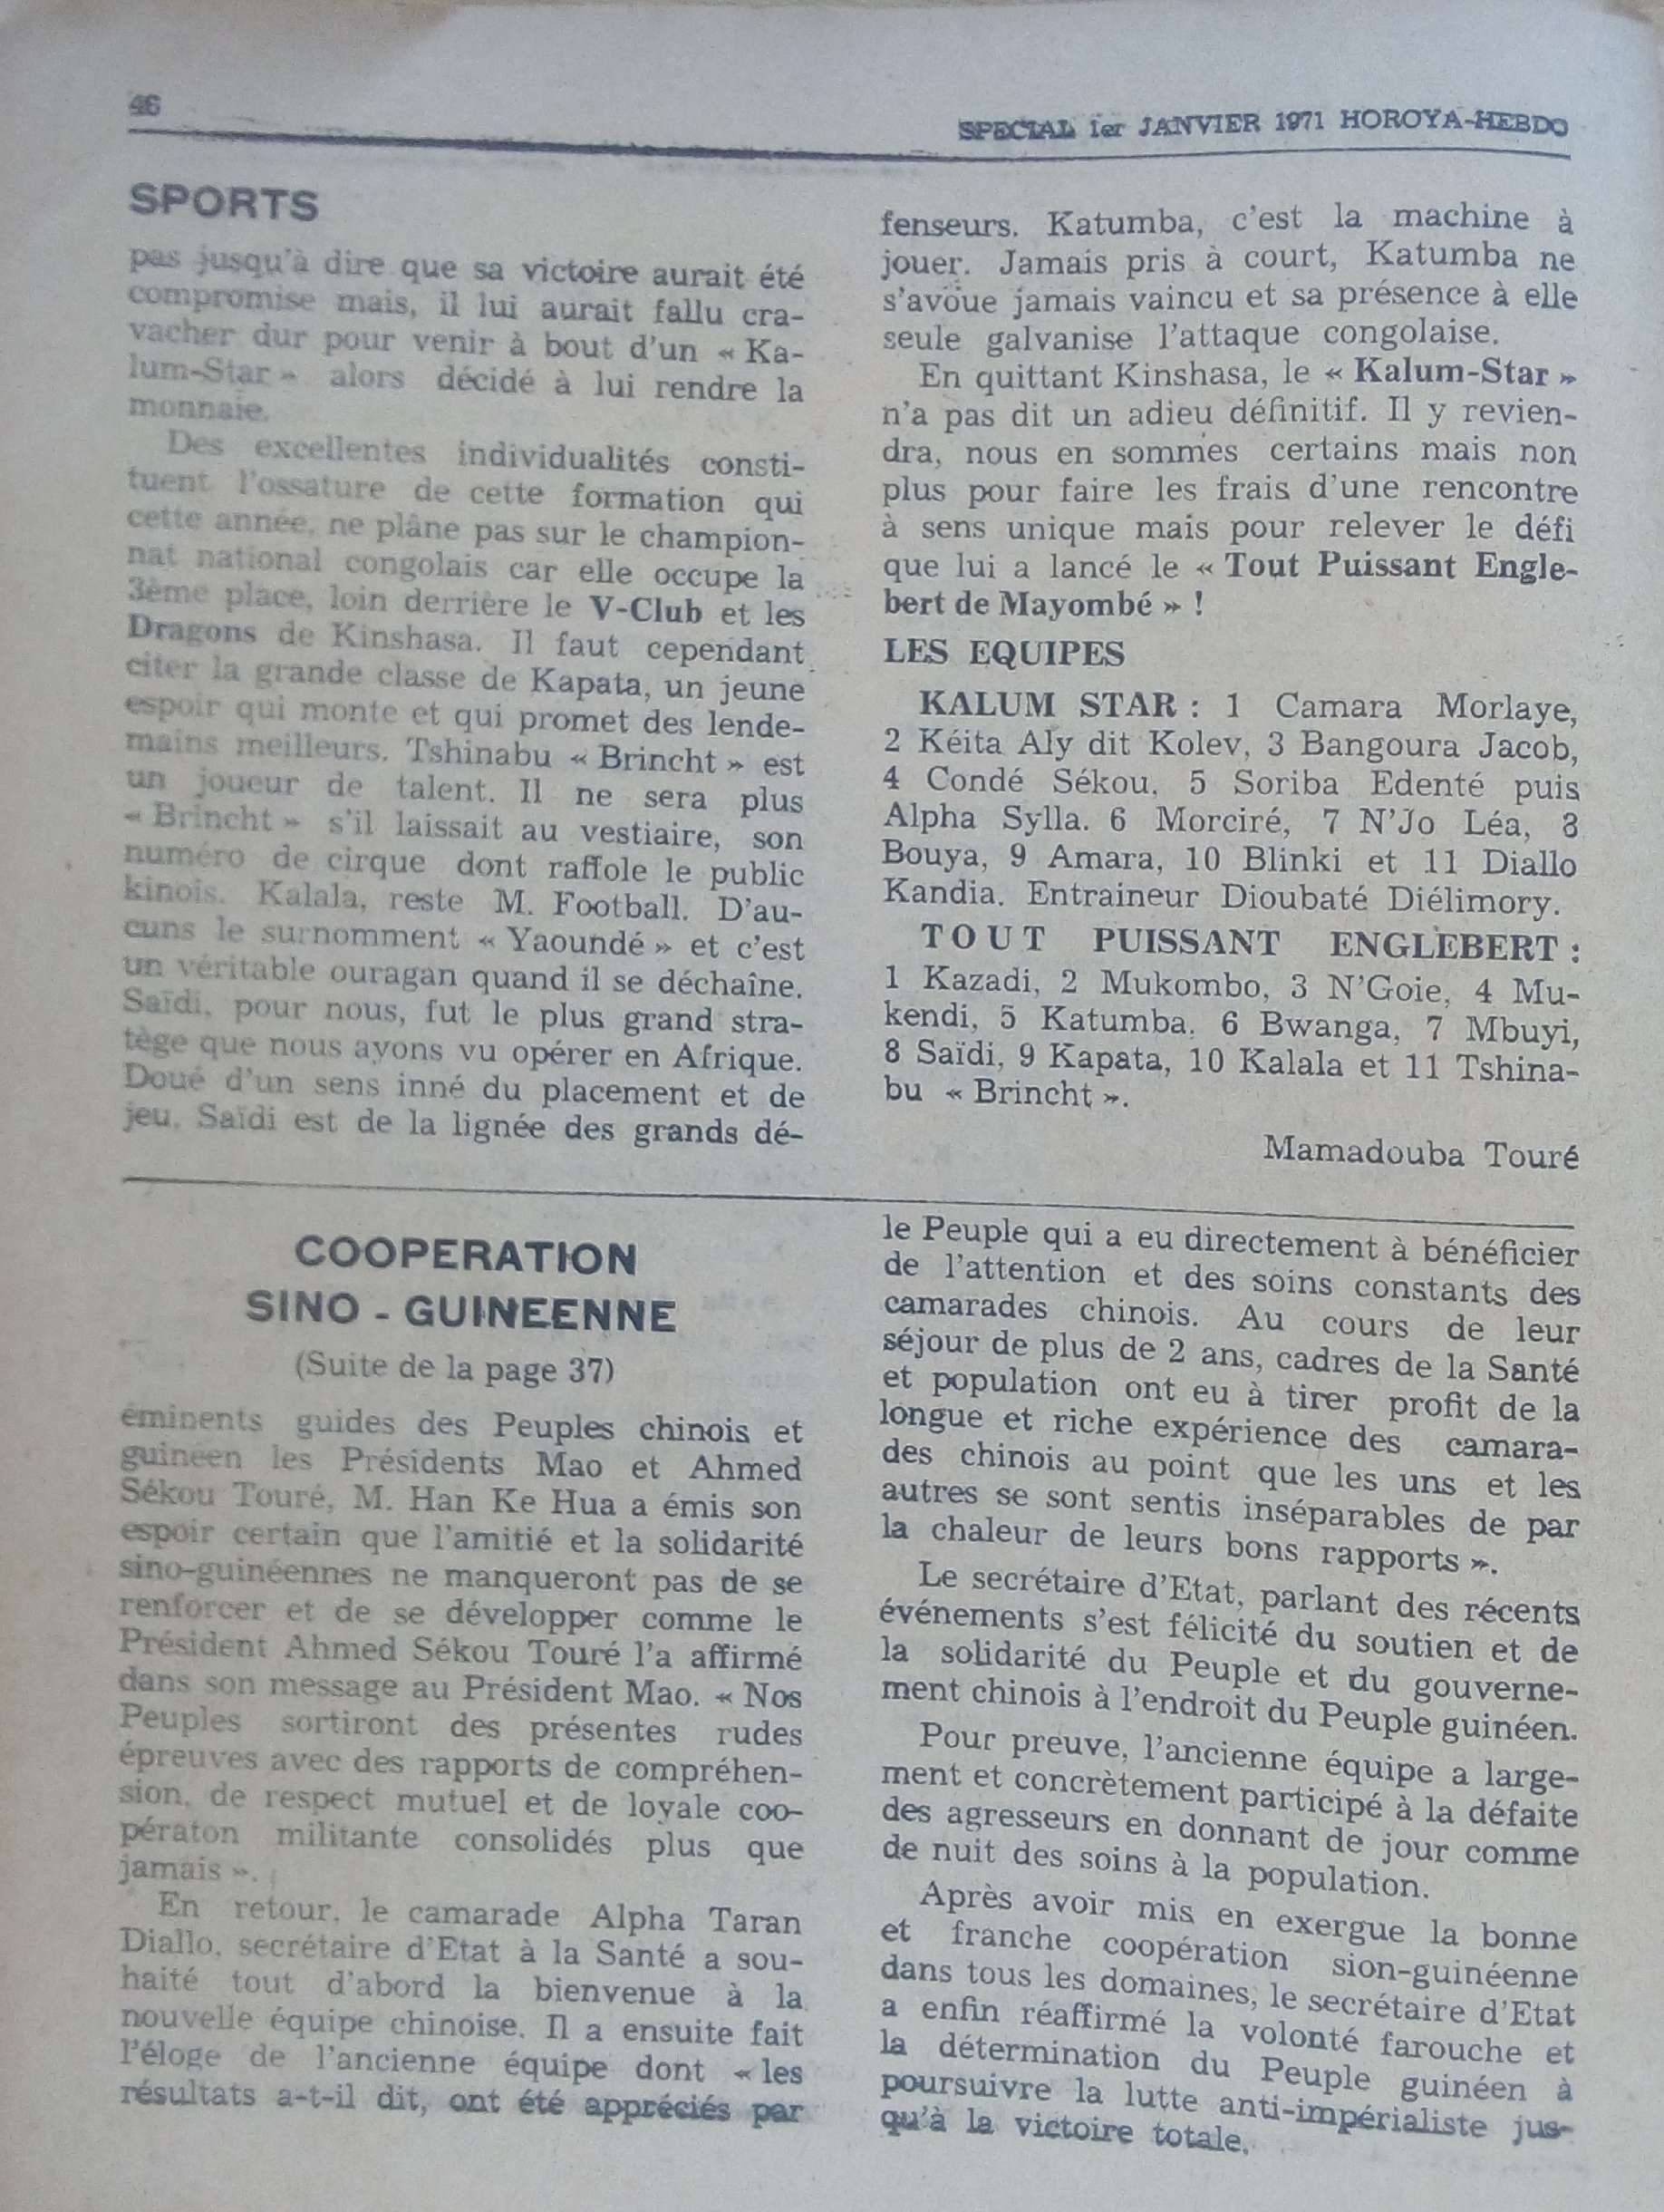 46
SPECIAL 1er JANVIER 1971 HOROYA-HEBDO
SPORTS
pas jusqu'à dire que sa victoire aurait été
compromise mais, il lui aurait fallu cra-
vacher dur pour venir à bout d'un « Ka-
lum-Star » alors décidé à lui rendre la
monnaie.
Des excellentes individualités consti-
tuent l'ossature de cette formation qui
cette année, ne plâne pas sur le champion-
nat national congolais car elle occupe la
3ème place, loin derrière le V-Club et les
Dragons de Kinshasa. Il faut cependant
citer la grande classe de Kapata, un jeune
espoir qui monte et qui promet des lende-
mains meilleurs. Tshinabu « Brincht » est
un joueur de talent. Il ne sera plus
« Brincht » s'il laissait au vestiaire, son
numéro de cirque dont raffole le public
kinois. Kalala, reste M. Football. D'au-
cuns le surnomment « Yaoundé » et c'est
un véritable ouragan quand il se déchaîne.
Saïdi, pour nous, fut le plus grand stra-
tège que nous ayons vu opérer en Afrique.
Doué d'un sens inné du placement et de
jeu, Saïdi est de la lignée des grands dé-
fenseurs. Katumba, c'est la machine à
jouer. Jamais pris à court, Katumba ne
s'avoue jamais vaincu et sa présence à elle
seule galvanise l'attaque congolaise.
En quittant Kinshasa, le « Kalum-Star »
n'a pas dit un adieu définitif. Il y revien-
dra, nous en sommes certains mais non
plus pour faire les frais d'une rencontre
à sens unique mais pour relever le défi
que lui a lancé le « Tout Puissant Engle-
bert de Mayombé » !
LES EQUIPES
KALUM STAR : 1 Camara Morlaye,
2 Kéita Aly dit Kolev, 3 Bangoura Jacob,
4 Condé Sékou, 5 Soriba Edenté puis
Alpha Sylla. 6 Morciré, 7 N'Jo Léa, 8
Bouya, 9 Amara, 10 Blinki et 11 Diallo
Kandia. Entraineur Dioubaté Diélimory.
TOUT PUISSANT ENGLEBERT :
1 Kazadi, 2 Mukombo, 3 N'Goie, 4 Mu-
kendi, 5 Katumba, 6 Bwanga, 7 Mbuyi,
8 Saïdi, 9 Kapata, 10 Kalala et 11 Tshina-
bu « Brincht ».
Mamadouba Touré
COOPERATION
SINO - GUINEENNE
(Suite de la page 37)
éminents guides des Peuples chinois et
guinéen les Présidents Mao et Ahmed
Sékou Touré, M. Han Ke Hua a émis son
espoir certain que l'amitié et la solidarité
sino-guinéennes ne manqueront pas de se
renforcer et de se développer comme le
Président Ahmed Sékou Touré l'a affirmé
dans son message au Président Mao. « Nos
Peuples sortiront des présentes rudes
épreuves avec des rapports de compréhen-
sion, de respect mutuel et de loyale coo-
pératon militante consolidés plus que
jamais ».
En retour, le camarade Alpha Taran
Diallo, secrétaire d'Etat à la Santé a sou-
haité tout d'abord la bienvenue à la
nouvelle équipe chinoise. Il a ensuite fait
l'éloge de l'ancienne équipe dont « les
résultats a-t-il dit, ont été appréciés par
le Peuple qui a eu directement à bénéficier
de l'attention et des soins constants des
camarades chinois. Au cours de leur
séjour de plus de 2 ans, cadres de la Santé
et population ont eu à tirer profit de la
longue et riche expérience des camara-
des chinois au point que les uns et les
autres se sont sentis inséparables de par
la chaleur de leurs bons rapports ».
Le secrétaire d'Etat, parlant des récents
événements s'est félicité du soutien et de
la solidarité du Peuple et du gouverne-
ment chinois à l'endroit du Peuple guinéen.
Pour preuve, l'ancienne équipe a large-
ment et concrètement participé à la défaite
des agresseurs en donnant de jour comme
de nuit des soins à la population.
Après avoir mis en exergue la bonne
et franche coopération sion-guinéenne
dans tous les domaines, le secrétaire d'Etat
a enfin réaffirmé la volonté farouche et
la détermination du Peuple guinéen à
poursuivre la lutte anti-impérialiste jus-
qu'à la victoire totale.